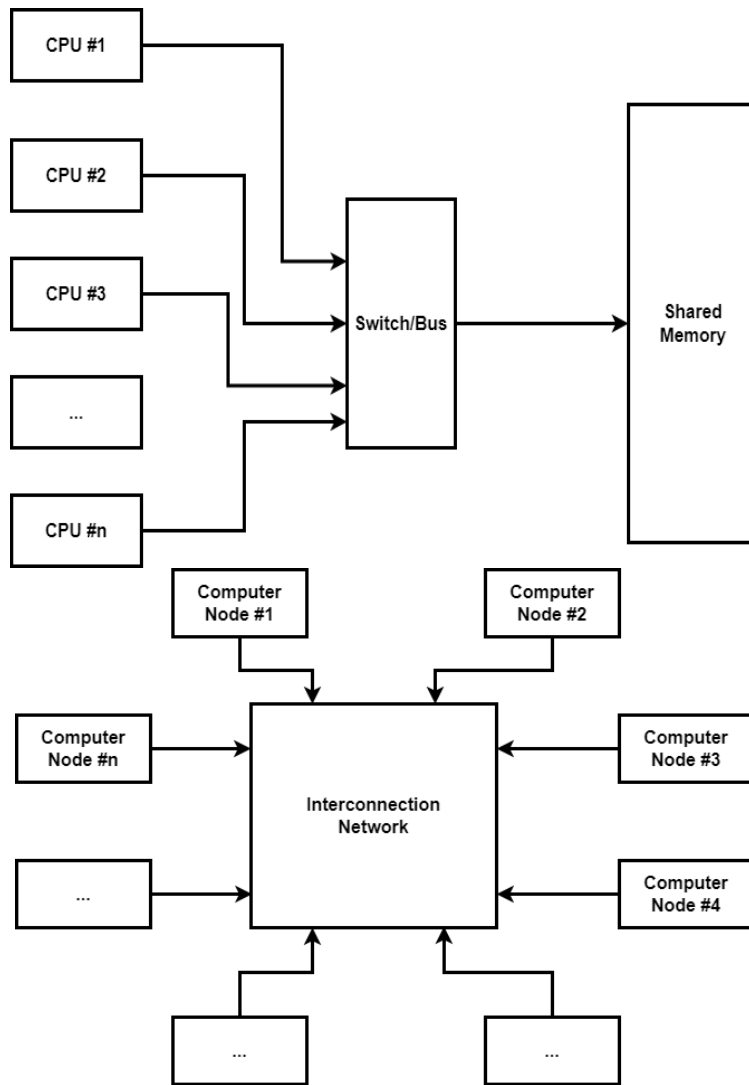 CPU #1
CPU #2
CPU #3
...
CPU #n
Switch/Bus
Shared
Memory
Computer
Node #1
Computer
Node #2
Computer
Node #n
Computer
Node #3
Interconnection
Network
...
Computer
Node #4
...
...